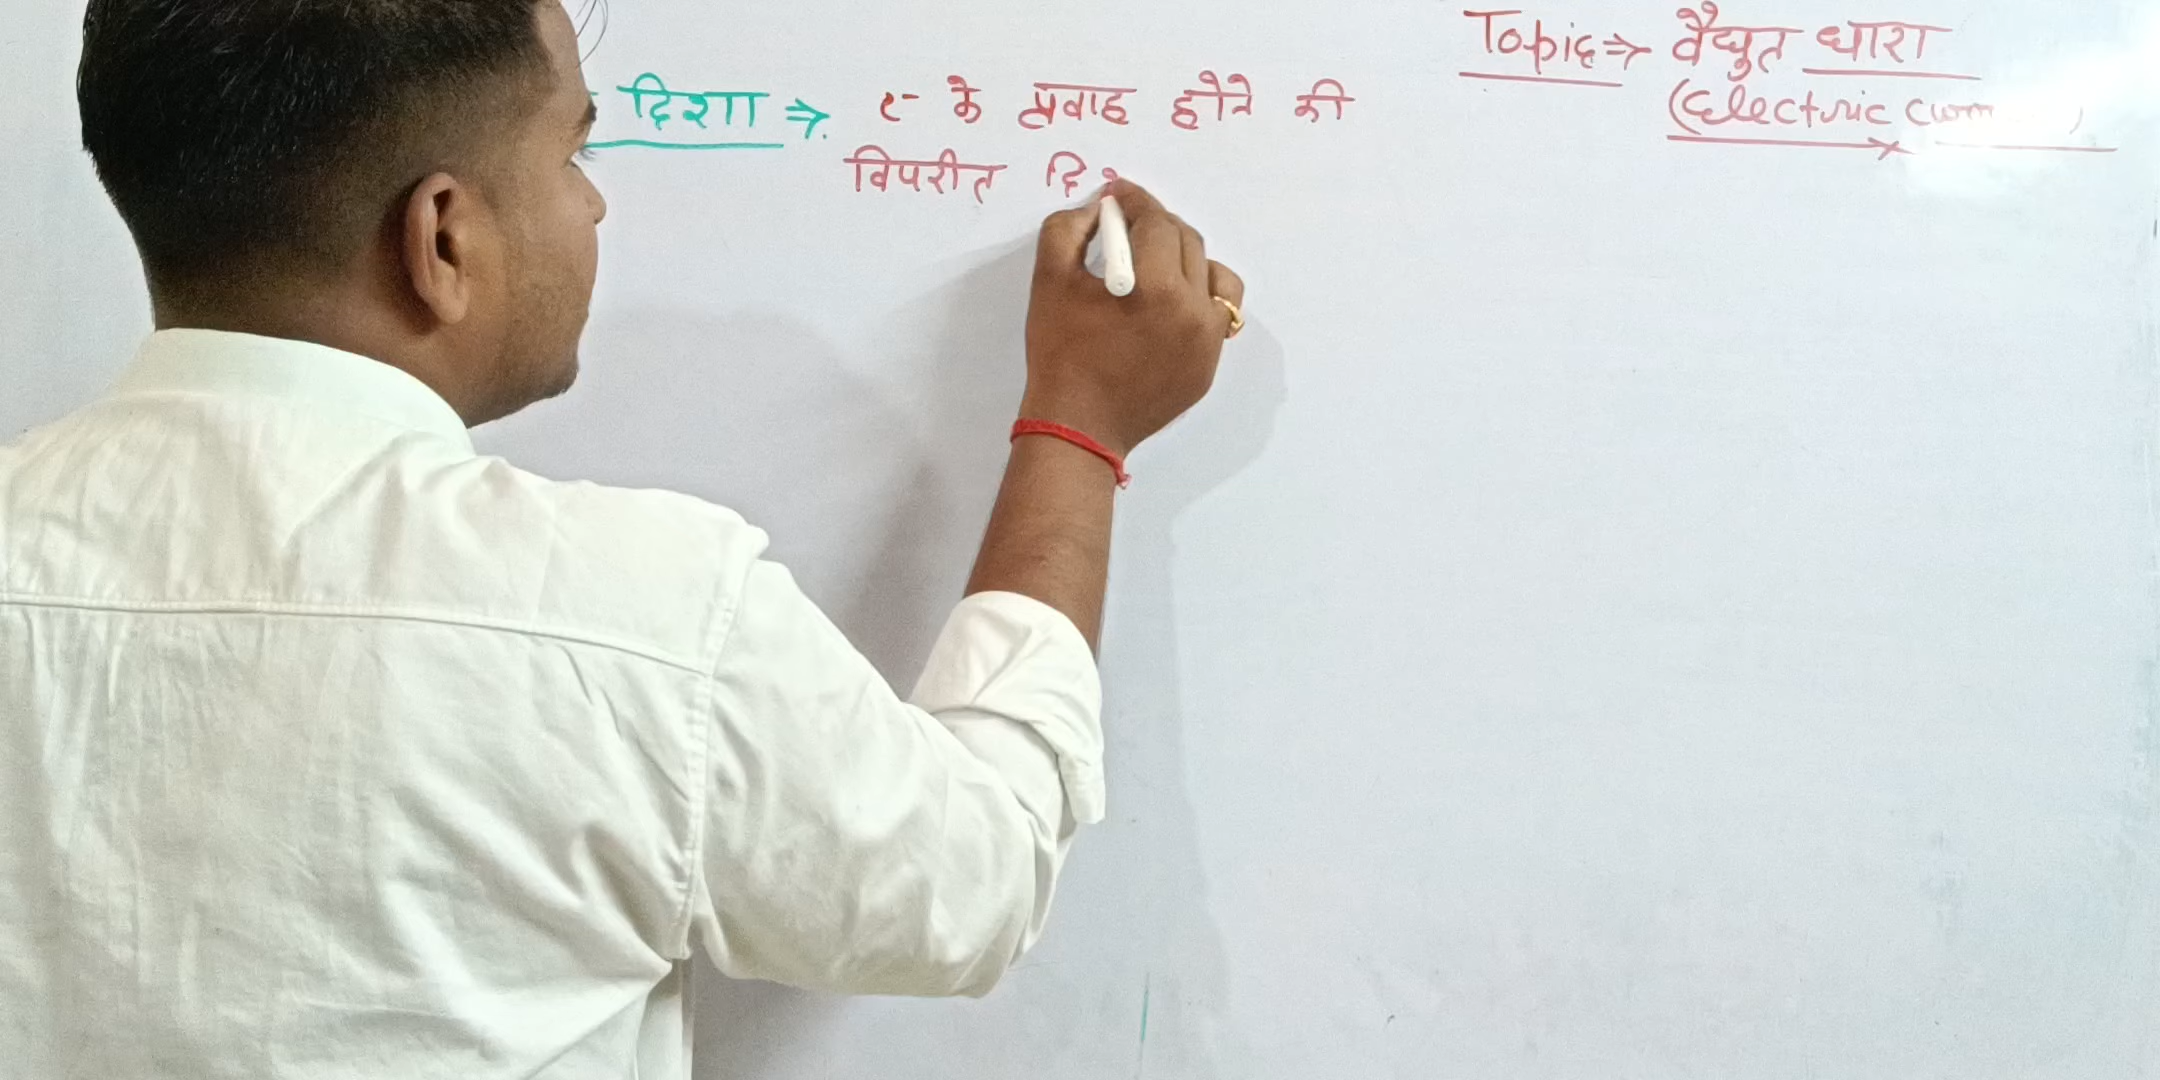 दिशा ⇒ e- के प्रवाह होने की
विपरीत
Topic ⇒ वैद्युत धारा
(Electric